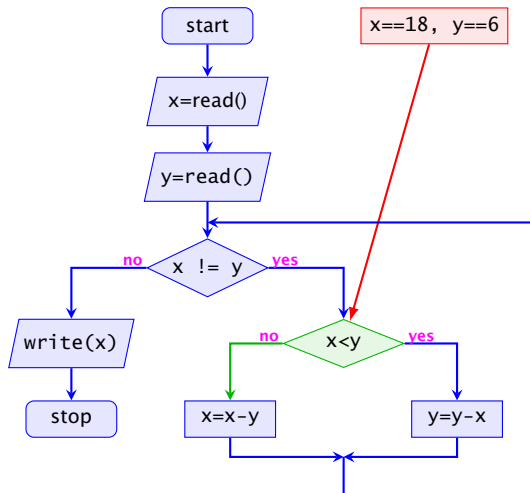 start
x==18, y==6
x=read()
y=read()
x != y
no
yes
write(x)
stop
x<y
no
yes
x=x-y
y=y-x